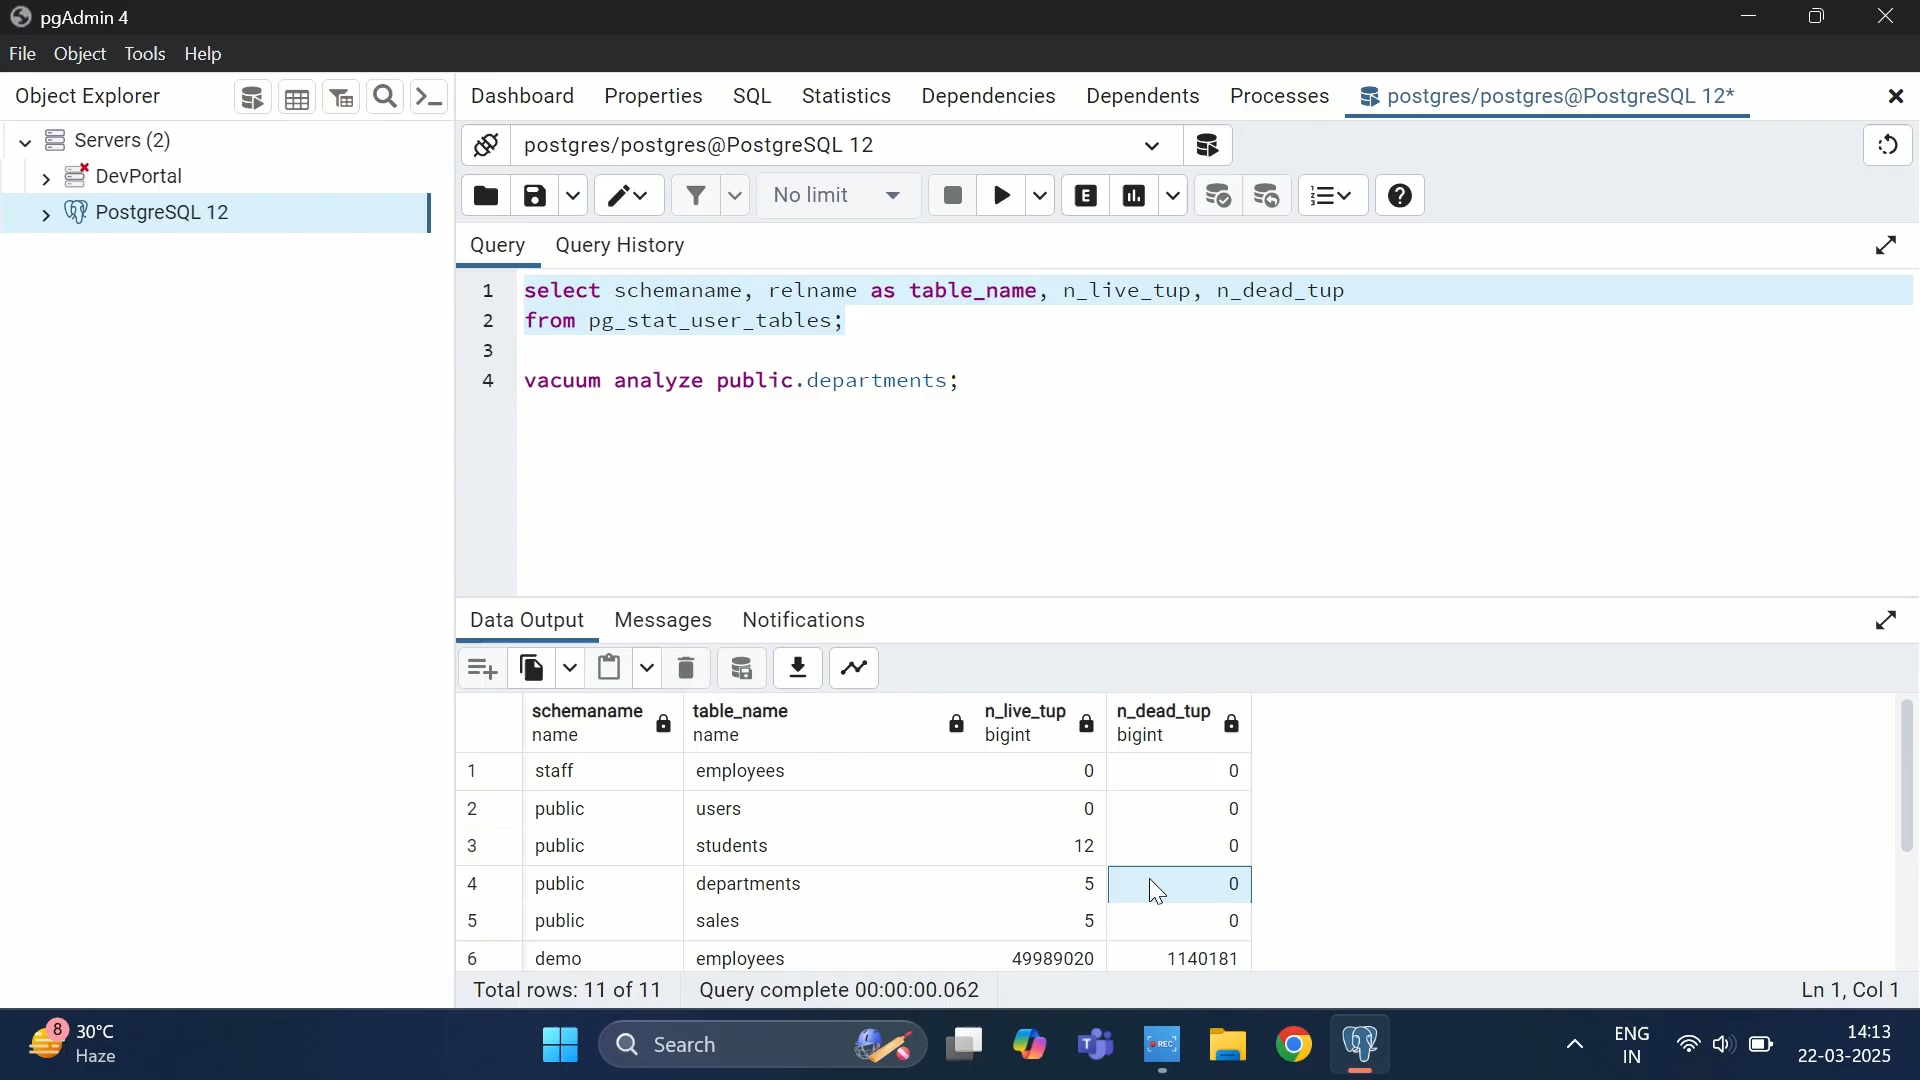 pgAdmin 4
File Object Tools Help
Object Explorer
Dashboard Properties SQL Statistics Dependencies Dependents Processes postgres/postgres@PostgreSQL 12*
Servers (2)
DevPortal
PostgreSQL 12
postgres/postgres@PostgreSQL 12
No limit
E
Query Query History
1 select schemaname, relname as table_name, n_live_tup, n_dead_tup
2 from pg_stat_user_tables;
3
4 vacuum analyze public.departments;
Data Output Messages Notifications
schemaname table_name n_live_tup n_dead_tup
name name bigint bigint
1 staff employees 0 0
2 public users 0 0
3 public students 12 0
4 public departments 5 0
5 public sales 5 0
6 demo employees 49989020 1140181
Total rows: 11 of 11 Query complete 00:00:00.062 Ln 1, Col 1
8 30°C
Haze
Search
REC
ENG
IN
14:13
22-03-2025